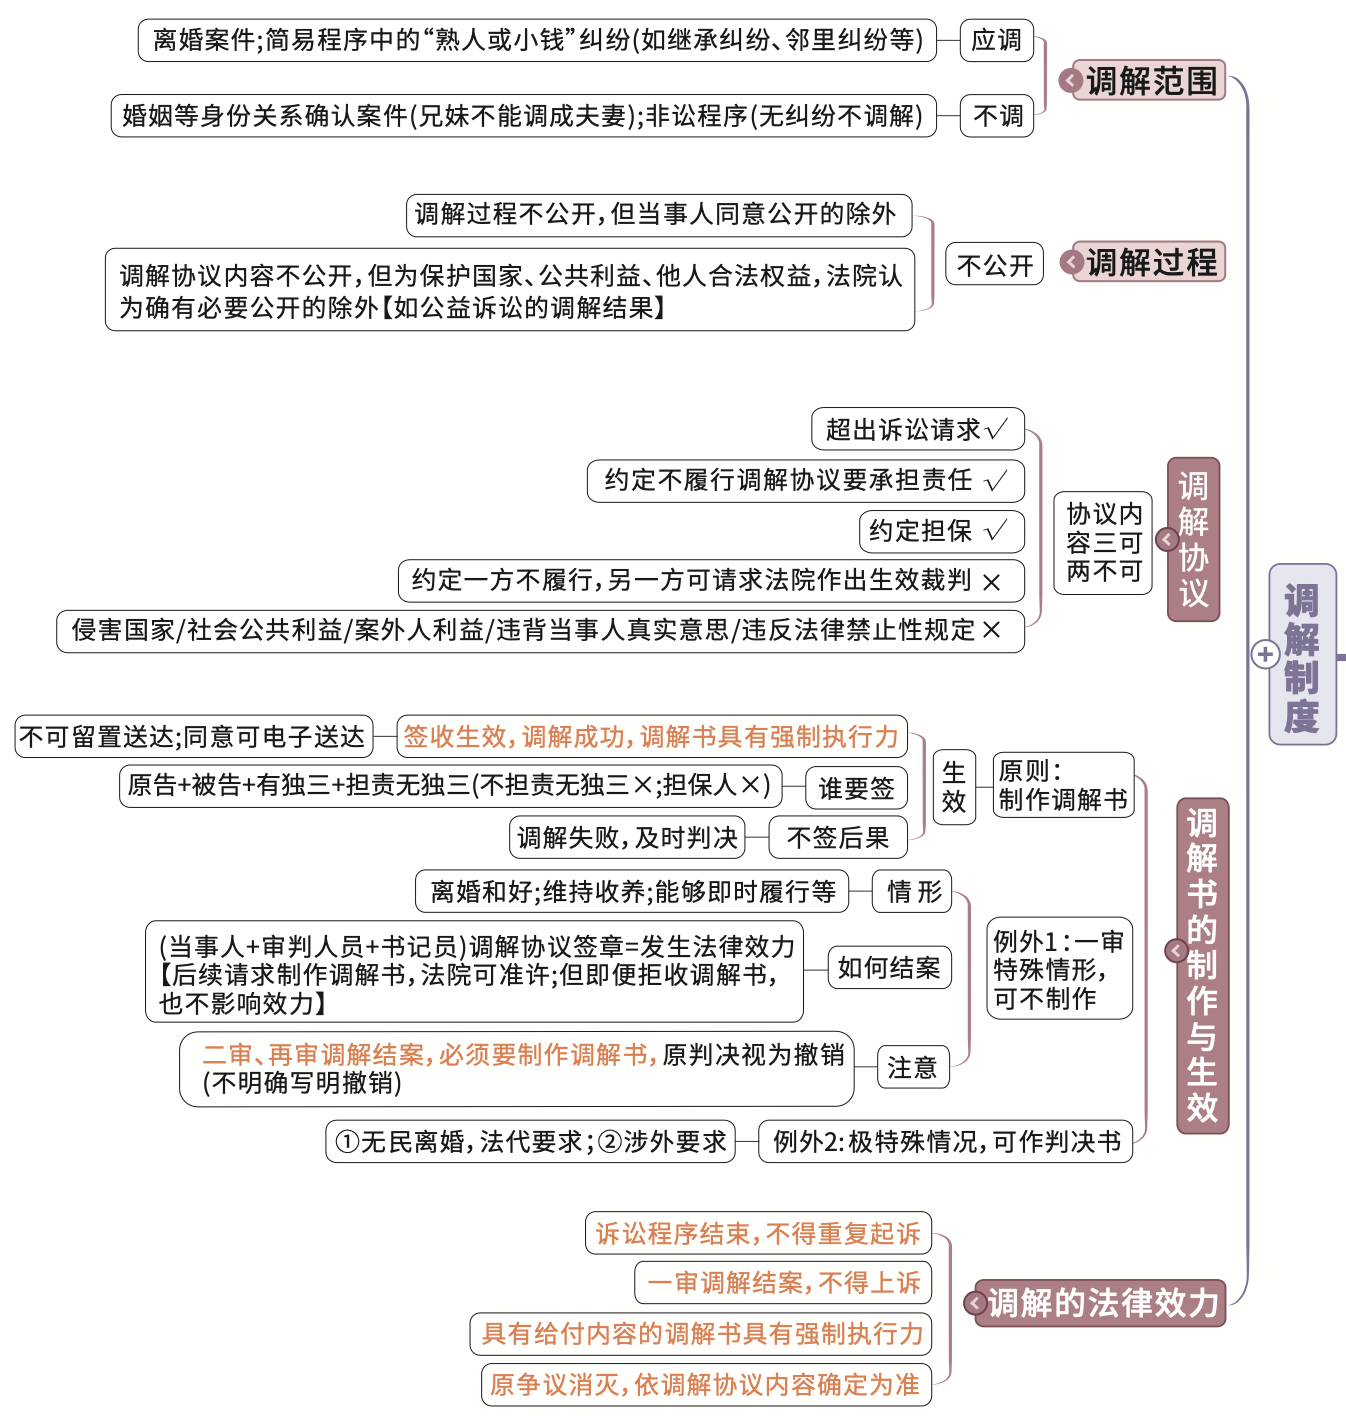 调解制度
调解范围
应调
离婚案件;简易程序中的“熟人或小钱”纠纷(如继承纠纷、邻里纠纷等)
不调
婚姻等身份关系确认案件(兄妹不能调成夫妻);非讼程序(无纠纷不调解)
调解过程
不公开
调解过程不公开，但当事人同意公开的除外
调解协议内容不公开，但为保护国家、公共利益、他人合法权益，法院认
为确有必要公开的除外【如公益诉讼的调解结果】
调解协议
协议内
容三可
两不可
超出诉讼请求√
约定不履行调解协议要承担责任 √
约定担保 √
约定一方不履行，另一方可请求法院作出生效裁判 ×
侵害国家/社会公共利益/案外人利益/违背当事人真实意思/违反法律禁止性规定×
调解书的制作与生效
原则：
制作调解书
生效
签收生效，调解成功，调解书具有强制执行力
不可留置送达;同意可电子送达
谁要签
原告+被告+有独三+担责无独三(不担责无独三×;担保人×)
不签后果
调解失败，及时判决
例外1：一审
特殊情形，
可不制作
情形
离婚和好;维持收养;能够即时履行等
如何结案
(当事人+审判人员+书记员)调解协议签章=发生法律效力
【后续请求制作调解书，法院可准许;但即便拒收调解书，
也不影响效力】
注意
二审、再审调解结案，必须要制作调解书，原判决视为撤销
(不明确写明撤销)
例外2:极特殊情况，可作判决书
①无民离婚，法代要求；②涉外要求
调解的法律效力
诉讼程序结束，不得重复起诉
一审调解结案，不得上诉
具有给付内容的调解书具有强制执行力
原争议消灭，依调解协议内容确定为准